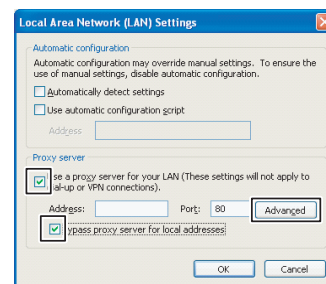 Local Area Network (LAN) Settings
Automatic configuration
Automatic configuration may override manual settings. To ensure the
use of manual settings, disable automatic configuration.
Automatically detect settings
Use automatic configuration script
Address
Proxy server
se a proxy server for your LAN (These settings will not apply to
ial-up or VPN connections).
Address:
Port: 80
Advanced
ypass proxy server for local addresses
OK
Cancel